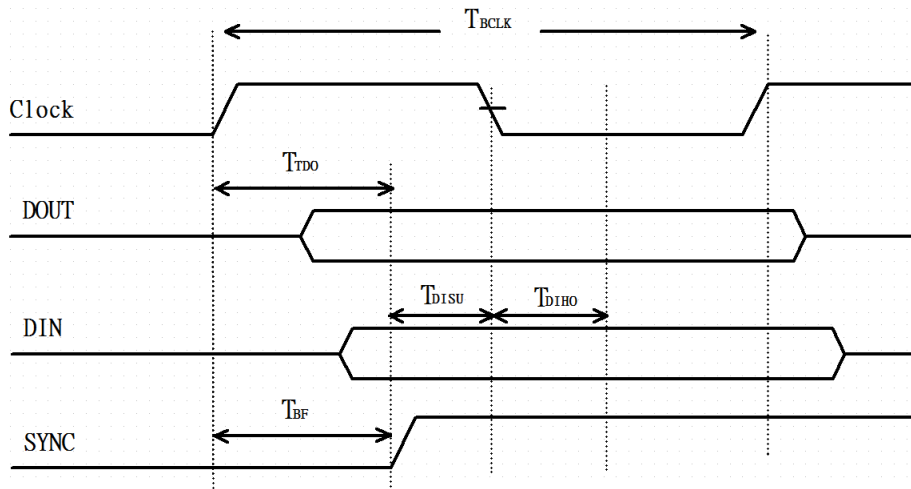 TBCLK
Clock
TTDO
DOUT
TDISU TDIHO
DIN
TBF
SYNC